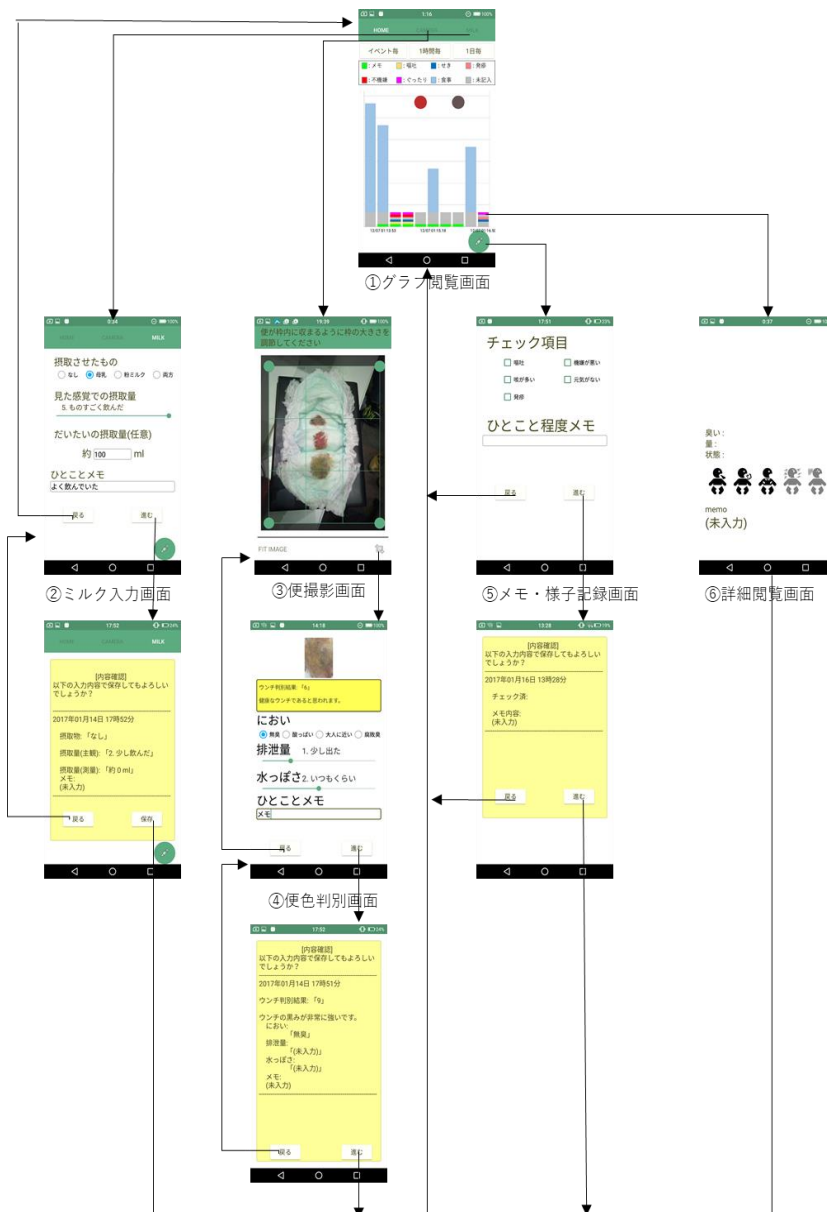 1:16
100%
HOME
CAMERA
MILK
イベント毎
1時間毎
1日毎
:メモ
:嘔吐
:せき
:発疹
:不機嫌
:ぐったり
:食事
:未記入
①グラフ閲覧画面
100%
HOME
CAMERA
MILK
摂取させたもの
なし
母乳
粉ミルク
両方
見た感覚での摂取量
5. ものすごく飲んだ
だいたいの摂取量(任意)
約 100 ml
ひとことメモ
よく飲んでいた
戻る
進む
②ミルク入力画面
19:39
100%
便が枠内に収まるように枠の大きさを
調節してください
FIT IMAGE
③便撮影画面
17:51
チェック項目
嘔吐
機嫌が悪い
咳が多い
元気がない
発疹
ひとこと程度メモ
戻る
進む
⑤メモ・様子記録画面
9:37
臭い:
量:
状態:
memo
(未入力)
⑥詳細閲覧画面
17:52
HOME
CAMERA
MILK
[内容確認]
以下の入力内容で保存してもよろしい
でしょうか?
2017年01月14日 17時52分
摂取物: 「なし」
摂取量(主観): 「2. 少し飲んだ」
摂取量(測量): 「約 0 ml」
メモ:
(未入力)
戻る
保存
14:18
100%
ウンチ判別結果: 「6」
健康なウンチであると思われます。
におい
無臭
酸っぱい
大人に近い
腐敗臭
排泄量 1. 少し出た
水っぽさ 2. いつもくらい
ひとことメモ
メモ
戻る
進む
④便色判別画面
13:28
[内容確認]
以下の入力内容で保存してもよろしい
でしょうか?
2017年01月16日 13時28分
チェック済:
メモ内容:
(未入力)
戻る
進む
17:52
[内容確認]
以下の入力内容で保存してもよろしい
でしょうか?
2017年01月14日 17時51分
ウンチ判別結果: 「9」
ウンチの黒みが非常に強いです。
におい:
「無臭」
排泄量:
「(未入力)」
水っぽさ:
「(未入力)」
メモ:
(未入力)
戻る
進む